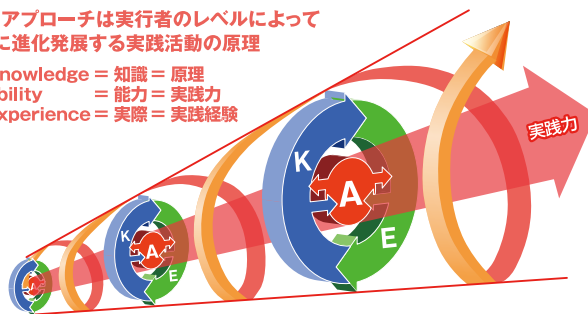 アプローチは実行者のレベルによって
に進化発展する実践活動の原理
nowledge = 知識 = 原理
bility = 能力 = 実践力
xperience = 実際 = 実践経験
実践力
K
A
E
K
A
E
A